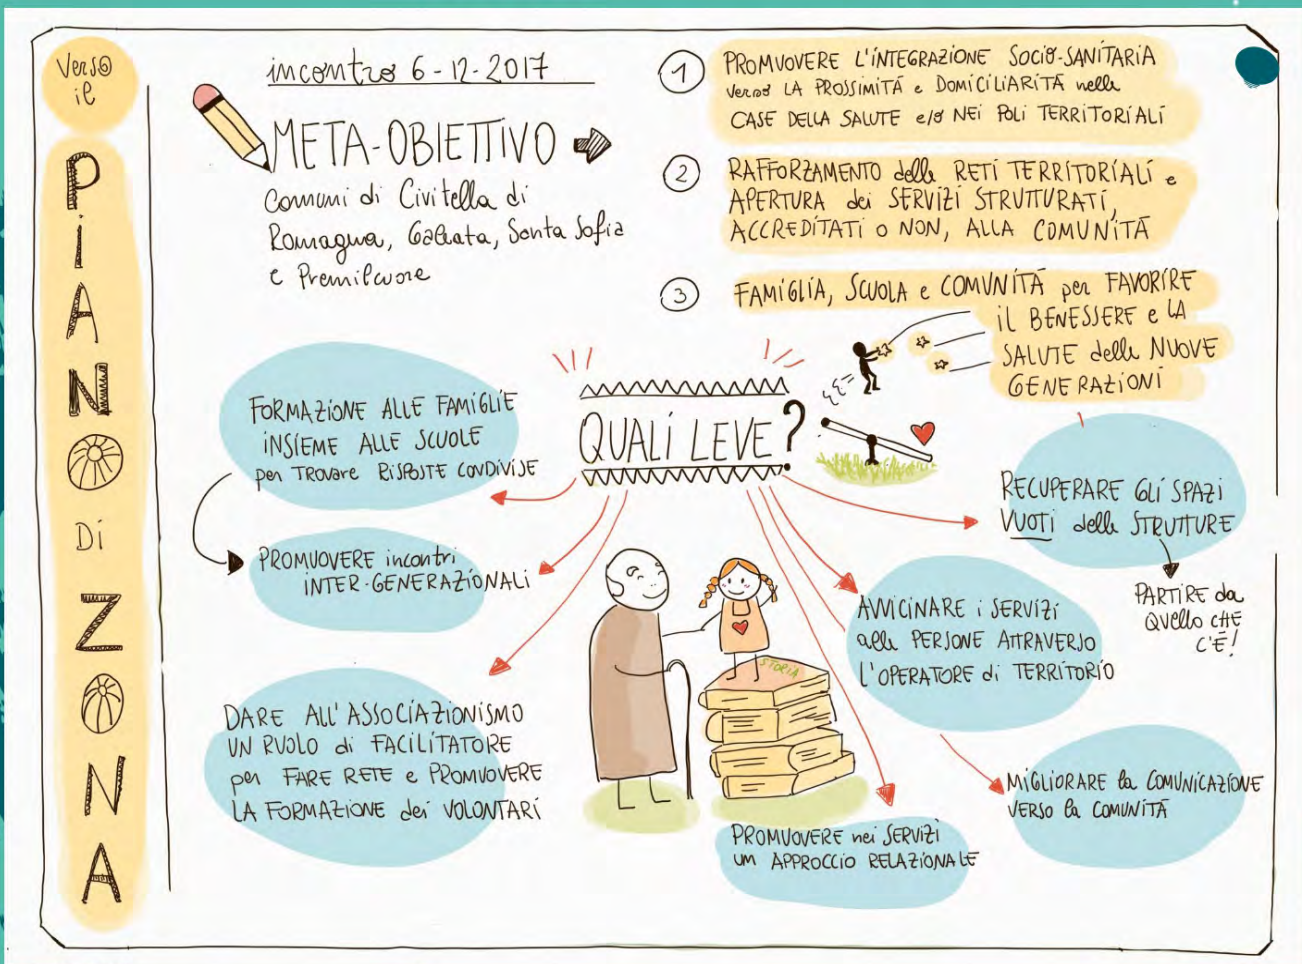 Verso
il
PIANO
Di
ZONA
incontro 6-12-2017
META-OBIETTIVO
Comuni di Civitella di
Romagna, Galeata, Santa Sofia
e Premilcuore
1 PROMUOVERE L'INTEGRAZIONE SOCIO-SANITARIA
verso LA PROSSIMITÀ e DOMICILIARITÀ nelle
CASE DELLA SALUTE e/o NEI POLI TERRITORIALI
2 RAFFORZAMENTO delle RETI TERRITORIALI e
APERTURA dei SERVIZI STRUTTURATI,
ACCREDITATI O NON, ALLA COMUNITÀ
3 FAMIGLIA, SCUOLA e COMUNITÀ per FAVORIRE
IL BENESSERE e LA
SALUTE delle NUOVE
GENERAZIONI
QUALI LEVE?
FORMAZIONE ALLE FAMIGLIE
INSIEME ALLE SCUOLE
per TROVARE RISPOSTE CONDIVISE
PROMUOVERE incontri
INTER-GENERAZIONALI
DARE ALL'ASSOCIAZIONISMO
UN RUOLO di FACILITATORE
per FARE RETE e PROMUOVERE
LA FORMAZIONE dei VOLONTARI
STORIA
PROMUOVERE nei SERVIZI
un APPROCCIO RELAZIONALE
MIGLIORARE la COMUNICAZIONE
VERSO la COMUNITÀ
AVVICINARE i SERVIZI
alle PERSONE ATTRAVERSO
L'OPERATORE di TERRITORIO
RECUPERARE GLI SPAZI
VUOTI delle STRUTTURE
PARTIRE da
QUELLO CHE
C'È!